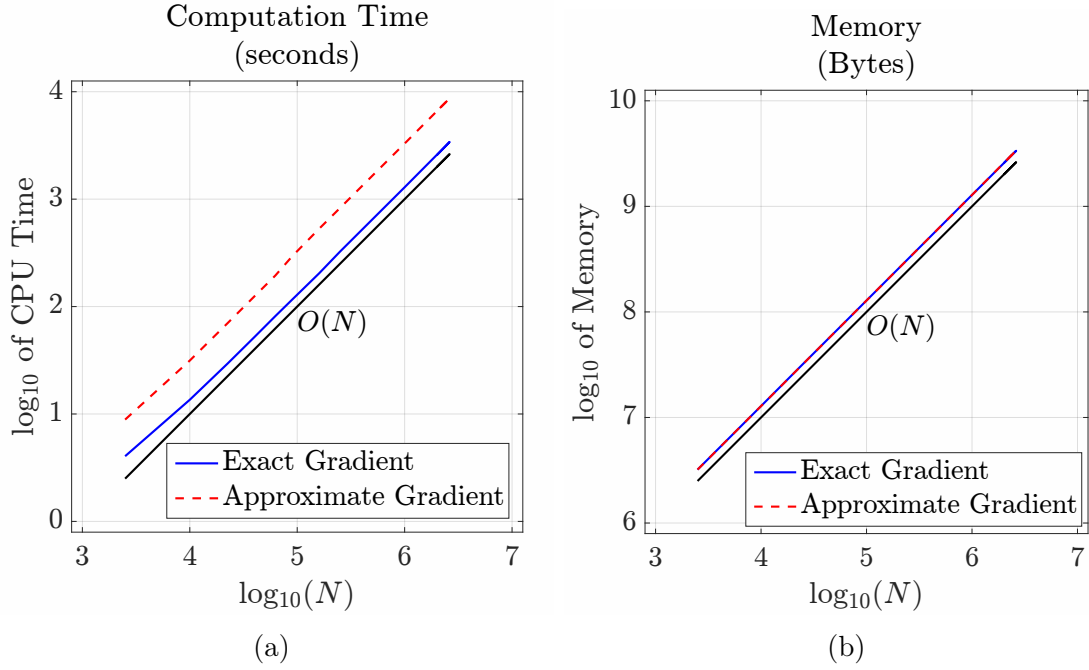 Computation Time
(seconds)
4
3
2
1
0
log₁₀ of CPU Time
O(N)
Exact Gradient
Approximate Gradient
3 4 5 6 7
log₁₀(N)
(a)
Memory
(Bytes)
10
9
8
7
6
log₁₀ of Memory
O(N)
Exact Gradient
Approximate Gradient
3 4 5 6 7
log₁₀(N)
(b)